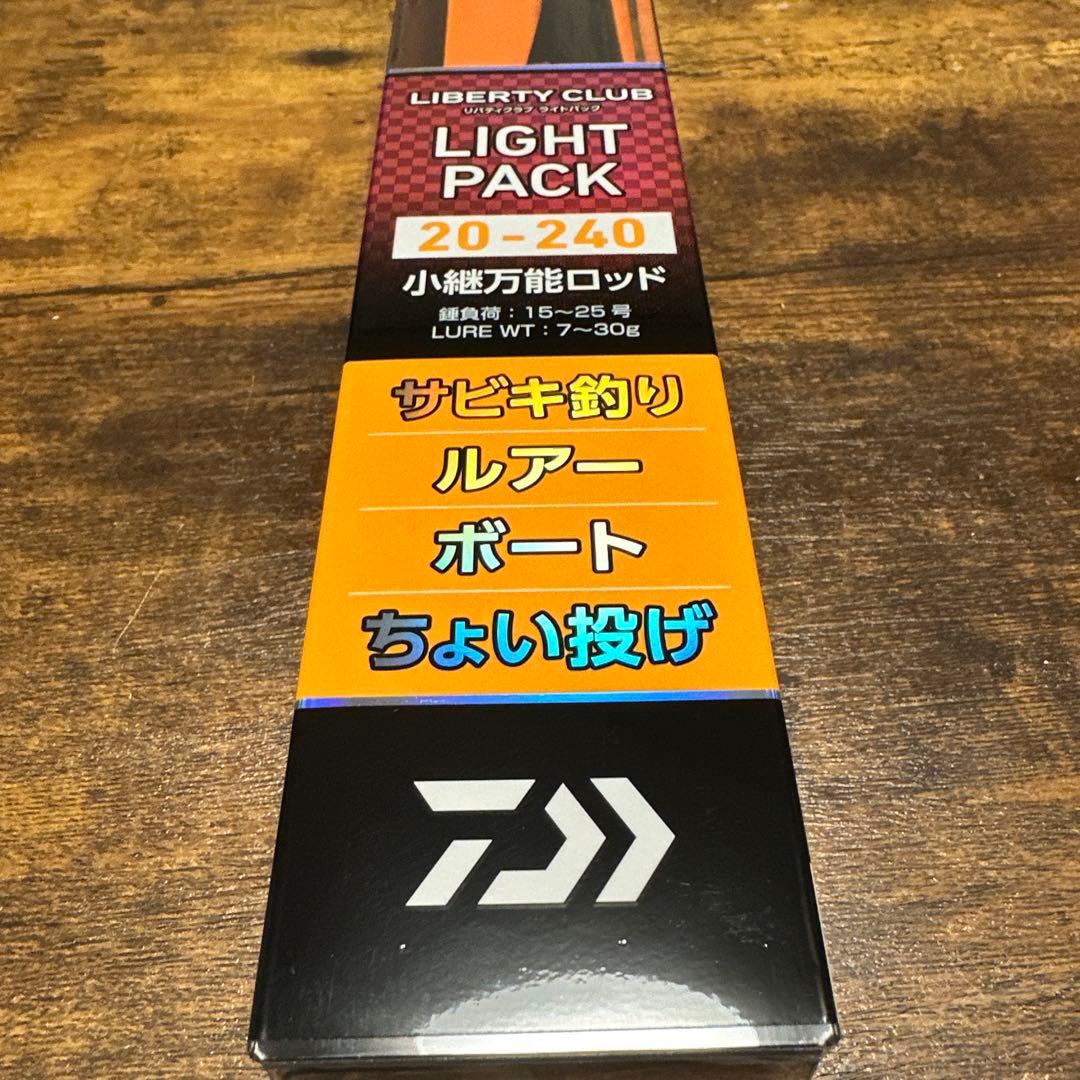 LIBERTY CLUB
リバティクラブ ライトパック
LIGHT
PACK
20-240
小継万能ロッド
錘負荷：15～25号
LURE WT：7～30g
サビキ釣り
ルアー
ボート
ちょい投げ